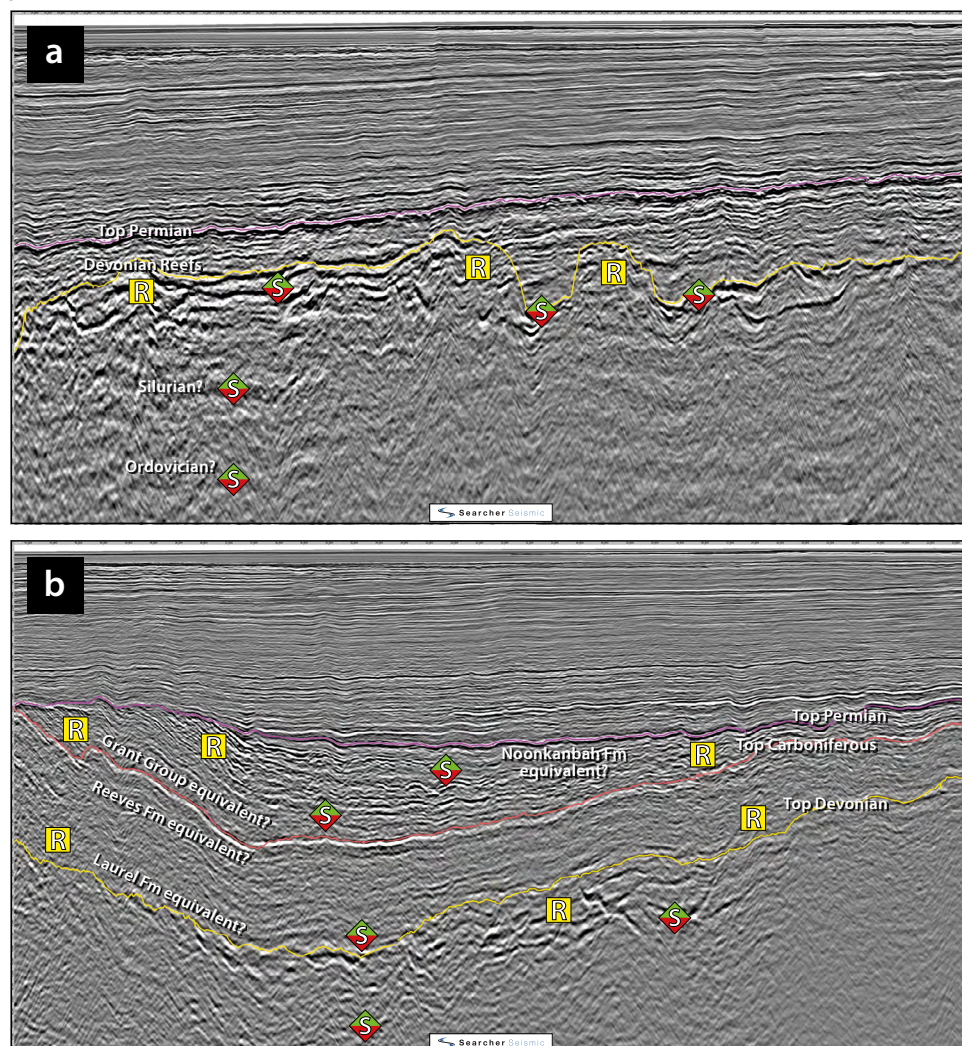 a
Top Permian
Devonian Reefs
R
S
R
S
R
S
Silurian?
S
Ordovician?
S
Searcher Seismic
b
Top Permian
R
R
Grant Group equivalent?
Noonkanbah Fm
equivalent?
R
Top Carboniferous
S
Reeves Fm equivalent?
S
Top Devonian
R
R
Laurel Fm equivalent?
R
S
S
S
Searcher Seismic